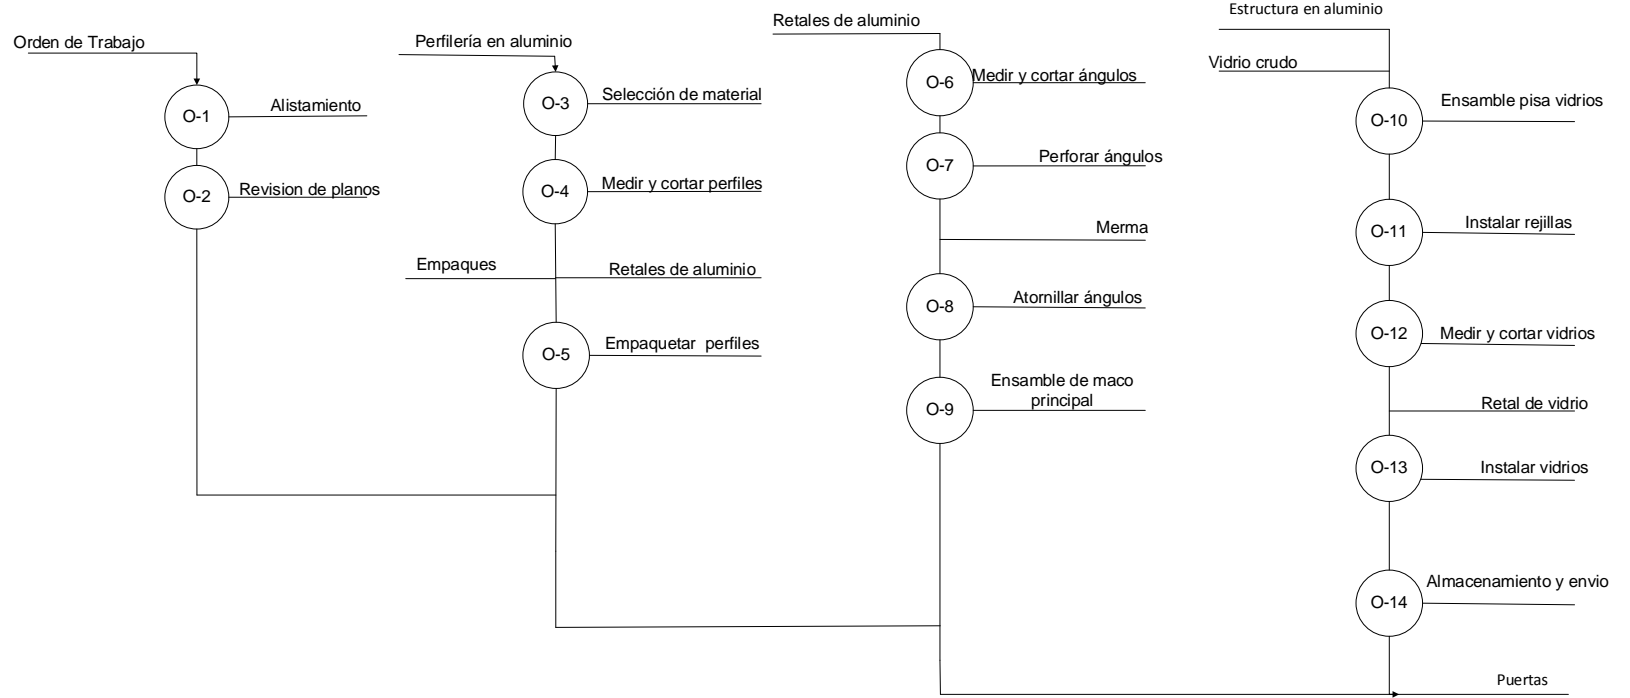 Orden de Trabajo
O-1
Alistamiento
O-2
Revision de planos
Perfilería en aluminio
O-3
Selección de material
O-4
Medir y cortar perfiles
Empaques
Retales de aluminio
O-5
Empaquetar perfiles
Retales de aluminio
O-6
Medir y cortar ángulos
O-7
Perforar ángulos
Merma
O-8
Atornillar ángulos
O-9
Ensamble de maco
principal
Estructura en aluminio
Vidrio crudo
O-10
Ensamble pisa vidrios
O-11
Instalar rejillas
O-12
Medir y cortar vidrios
Retal de vidrio
O-13
Instalar vidrios
O-14
Almacenamiento y envio
Puertas